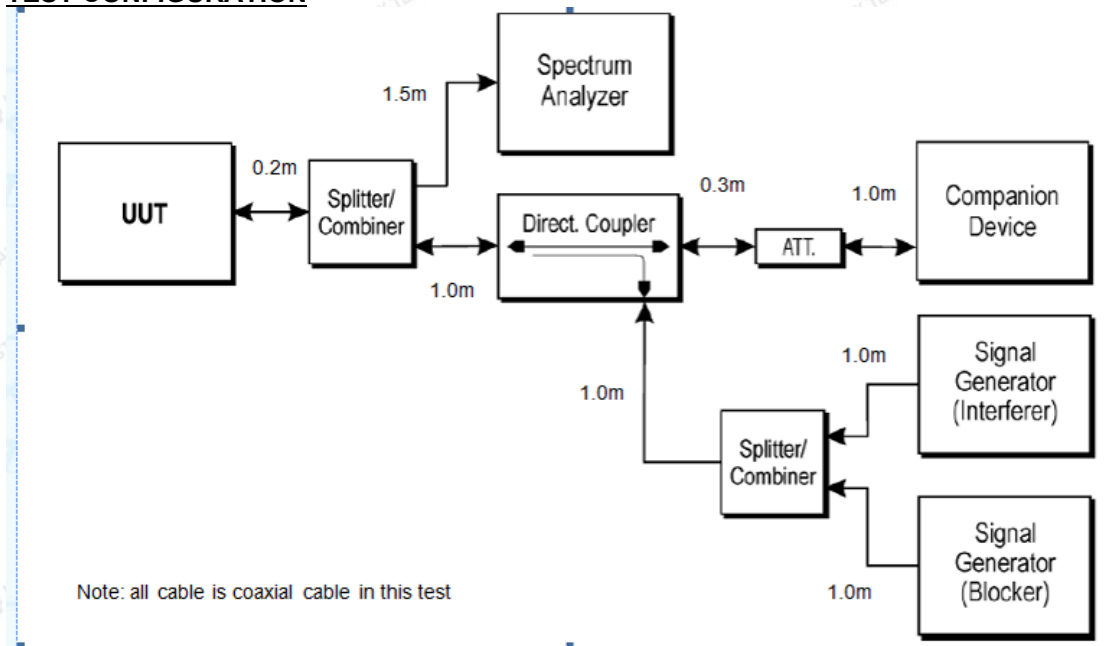 TEST CONFIGURATION
Spectrum
Analyzer
1.5m
UUT
0.2m
Splitter/
Combiner
1.0m
Direct. Coupler
0.3m
ATT.
1.0m
Companion
Device
1.0m
Splitter/
Combiner
1.0m
Signal
Generator
(Interferer)
1.0m
Signal
Generator
(Blocker)
Note: all cable is coaxial cable in this test